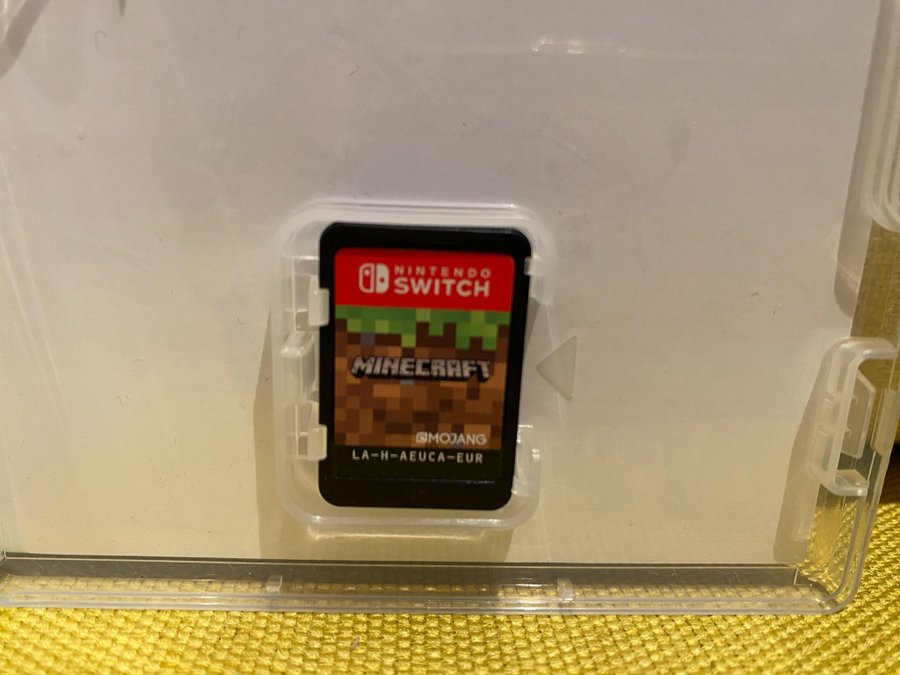 NINTENDO
SWITCH
MINECRAFT
MOJANG
LA-H-AEUCA-EUR